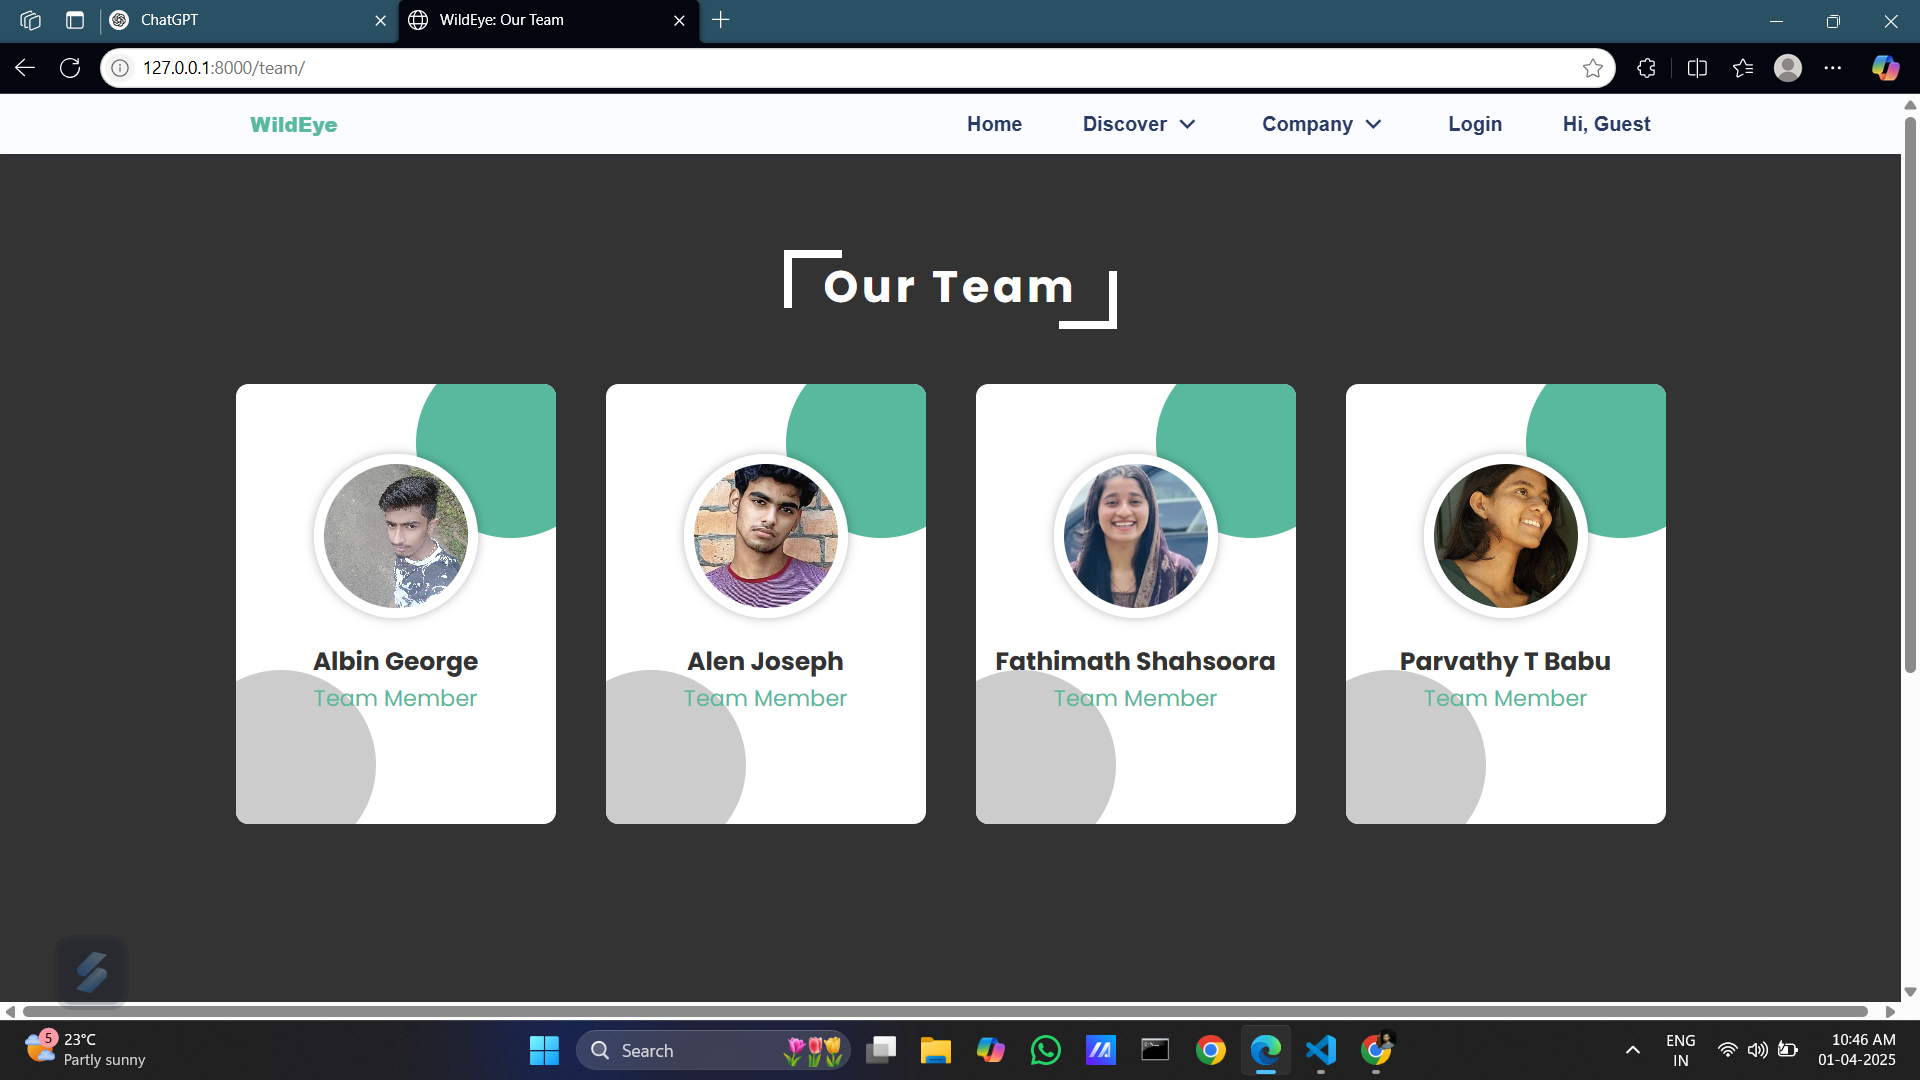 ChatGPT
WildEye: Our Team
127.0.0.1:8000/team/
WildEye
Home
Discover
Company
Login
Hi, Guest
Our Team
Albin George
Team Member
Alen Joseph
Team Member
Fathimath Shahsoora
Team Member
Parvathy T Babu
Team Member
5
23°C
Partly sunny
Search
ENG
IN
10:46 AM
01-04-2025